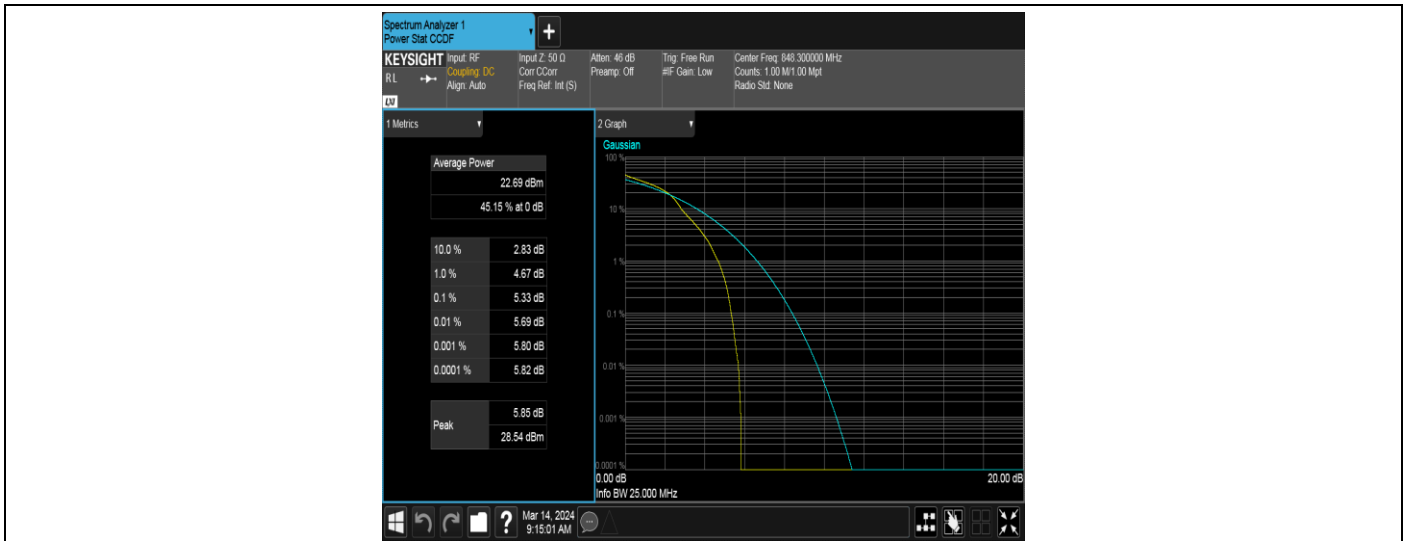 Spectrum Analyzer 1
Power Stat CCDF
+
KEYSIGHT
R L
LXI
Input: RF
Coupling: DC
Align: Auto
Input Z: 50 Ω
Corr CCorr
Freq Ref: Int (S)
Atten: 46 dB
Preamp: Off
Trig: Free Run
#IF Gain: Low
Center Freq: 848.300000 MHz
Counts: 1.00 M/1.00 Mpt
Radio Std: None
1 Metrics
Average Power
22.69 dBm
45.15 % at 0 dB
10.0 % 2.83 dB
1.0 % 4.67 dB
0.1 % 5.33 dB
0.01 % 5.69 dB
0.001 % 5.80 dB
0.0001 % 5.82 dB
Peak
5.85 dB
28.54 dBm
2 Graph
Gaussian
100 %
10 %
1 %
0.1 %
0.01 %
0.001 %
0.0001 %
0.00 dB 20.00 dB
Info BW 25.000 MHz
?
Mar 14, 2024
9:15:01 AM